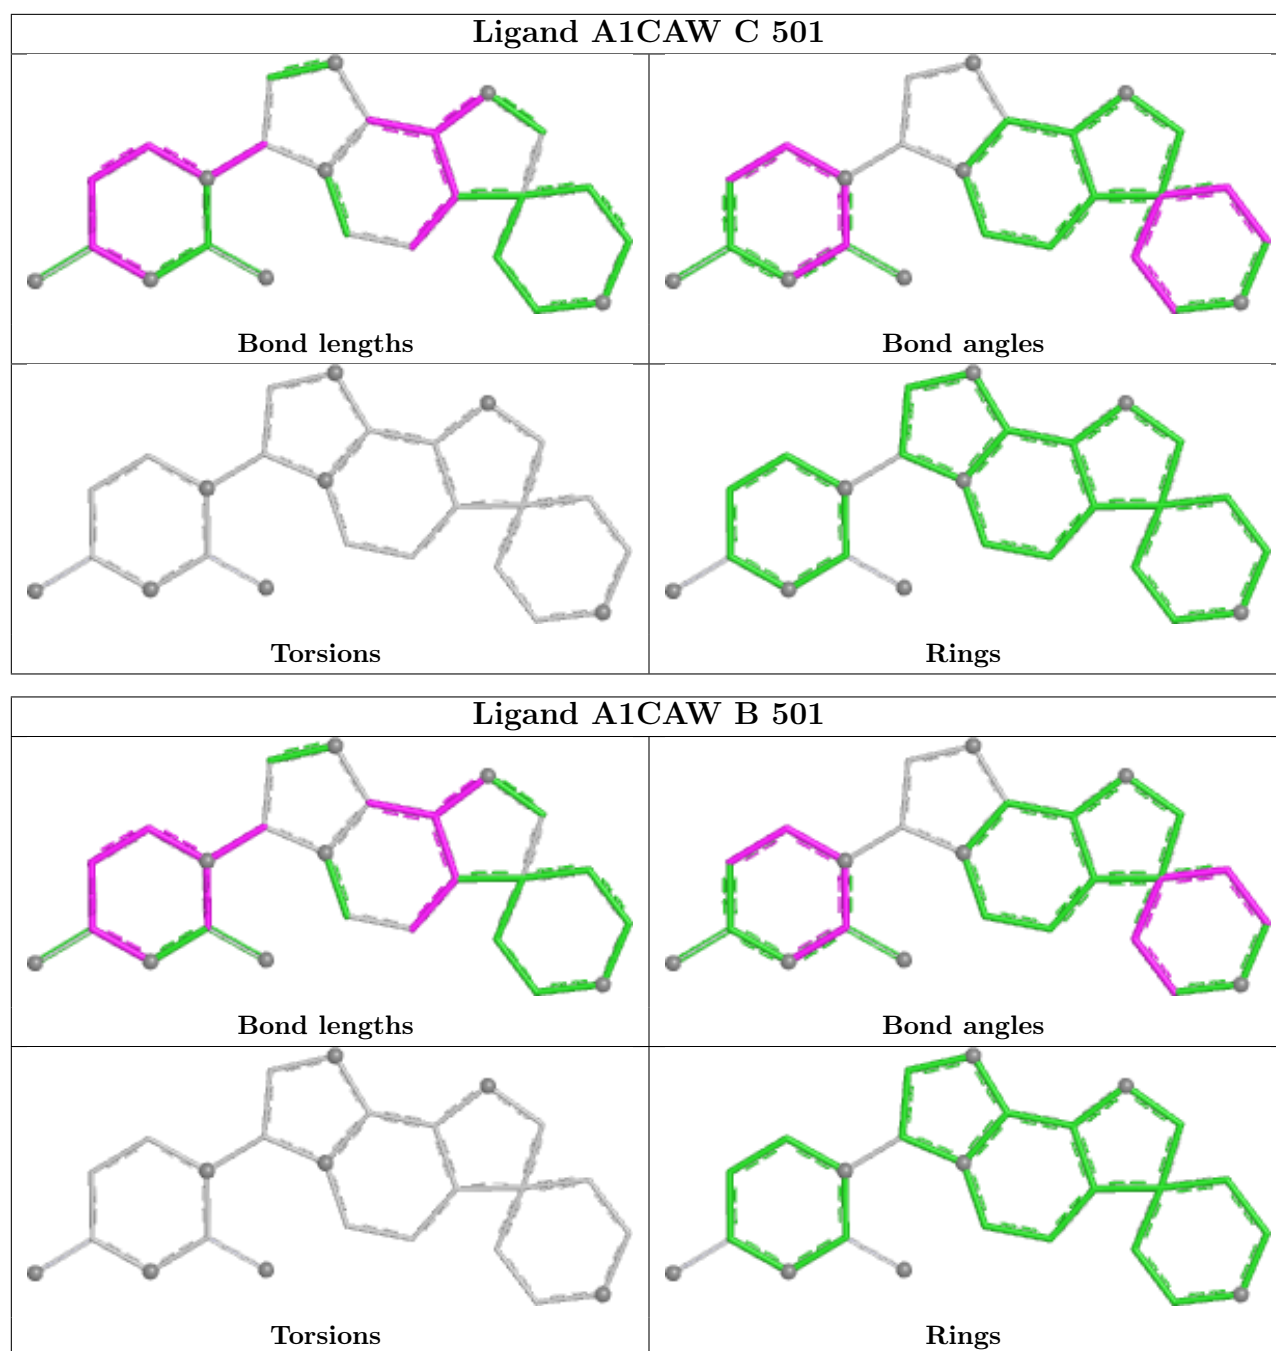 Ligand A1CAW C 501
Bond lengths
Bond angles
Torsions
Rings
Ligand A1CAW B 501
Bond lengths
Bond angles
Torsions
Rings